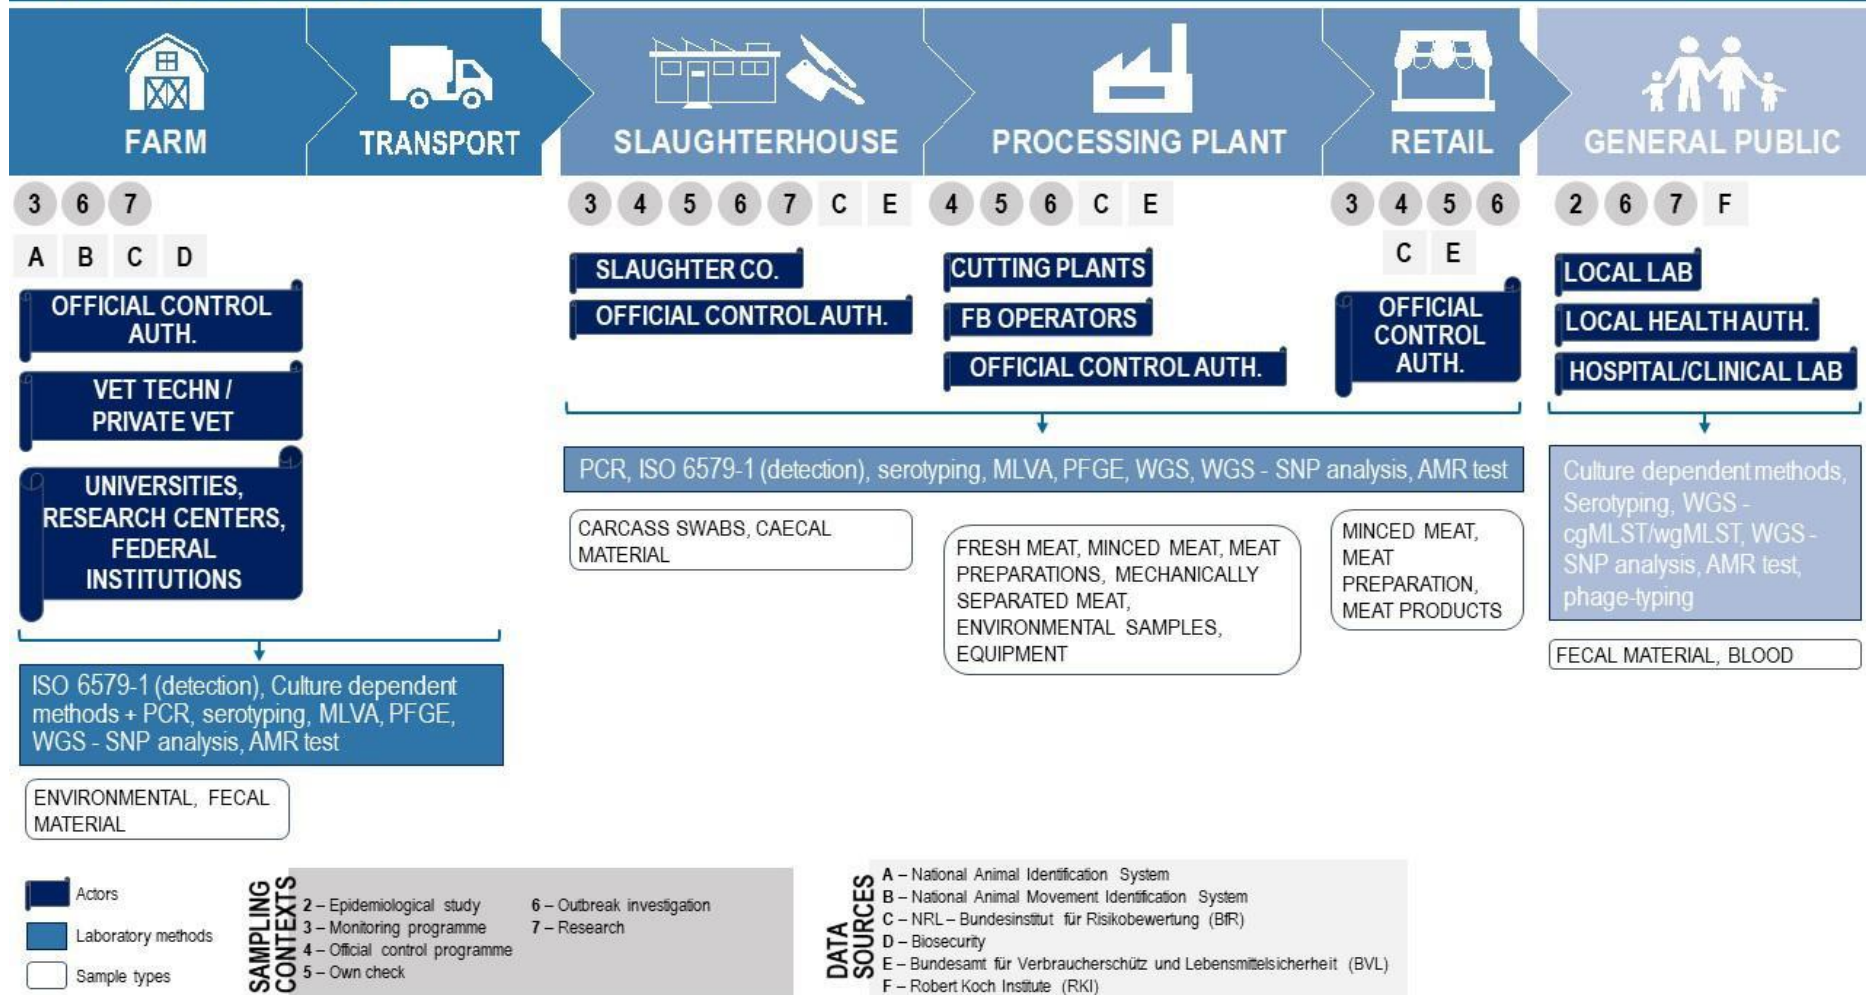 FARM
TRANSPORT
SLAUGHTERHOUSE
PROCESSING PLANT
RETAIL
GENERAL PUBLIC
3 6 7
A B C D
OFFICIAL CONTROL
AUTH.
VET TECHN /
PRIVATE VET
UNIVERSITIES,
RESEARCH CENTERS,
FEDERAL
INSTITUTIONS
ISO 6579-1 (detection), Culture dependent
methods + PCR, serotyping, MLVA, PFGE,
WGS - SNP analysis, AMR test
ENVIRONMENTAL, FECAL
MATERIAL
3 4 5 6 7 C E
SLAUGHTER CO.
OFFICIAL CONTROL AUTH.
4 5 6 C E
CUTTING PLANTS
FB OPERATORS
OFFICIAL CONTROL AUTH.
3 4 5 6
C E
OFFICIAL
CONTROL
AUTH.
PCR, ISO 6579-1 (detection), serotyping, MLVA, PFGE, WGS, WGS - SNP analysis, AMR test
CARCASS SWABS, CAECAL
MATERIAL
FRESH MEAT, MINCED MEAT, MEAT
PREPARATIONS, MECHANICALLY
SEPARATED MEAT,
ENVIRONMENTAL SAMPLES,
EQUIPMENT
MINCED MEAT,
MEAT
PREPARATION,
MEAT PRODUCTS
2 6 7 F
LOCAL LAB
LOCAL HEALTH AUTH.
HOSPITAL/CLINICAL LAB
Culture dependent methods,
Serotyping, WGS -
cgMLST/wgMLST, WGS -
SNP analysis, AMR test,
phage-typing
FECAL MATERIAL, BLOOD
Actors
Laboratory methods
Sample types
SAMPLING
CONTEXTS
2 – Epidemiological study
3 – Monitoring programme
4 – Official control programme
5 – Own check
6 – Outbreak investigation
7 – Research
DATA
SOURCES
A – National Animal Identification System
B – National Animal Movement Identification System
C – NRL – Bundesinstitut für Risikobewertung (BfR)
D – Biosecurity
E – Bundesamt für Verbraucherschütz und Lebensmittelsicherheit (BVL)
F – Robert Koch Institute (RKI)